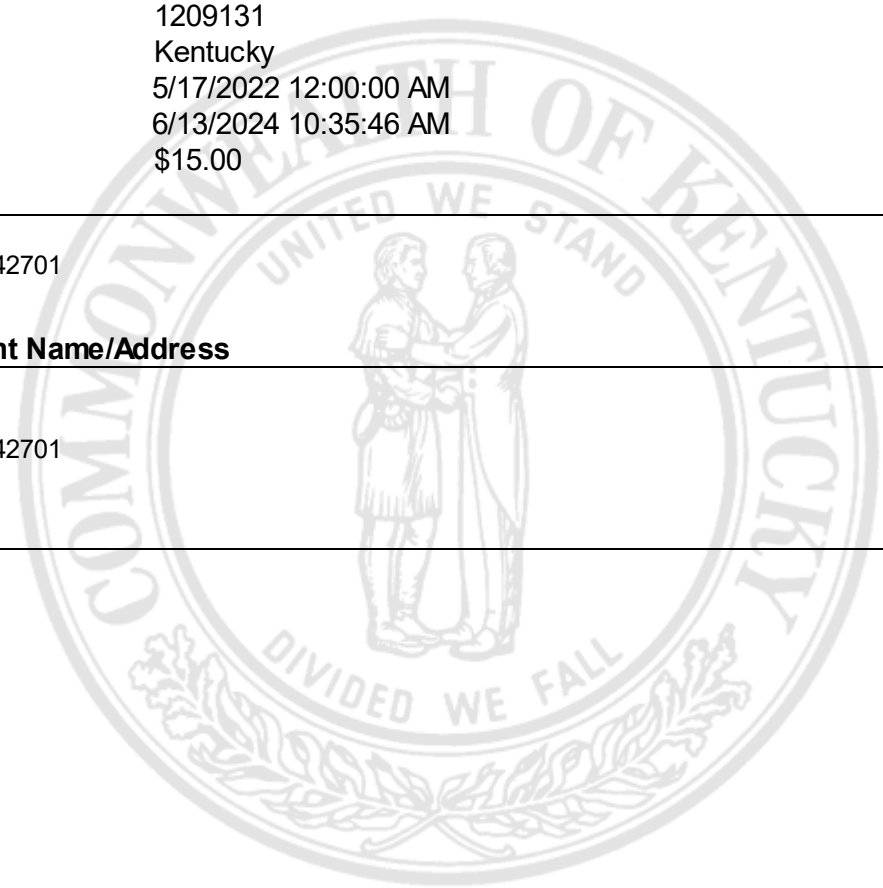 1209131
Kentucky
5/17/2022 12:00:00 AM
6/13/2024 10:35:46 AM
$15.00
COMMONWEALTH OF KENTUCKY
UNITED WE STAND
42701
nt Name/Address
42701
DIVIDED WE FALL